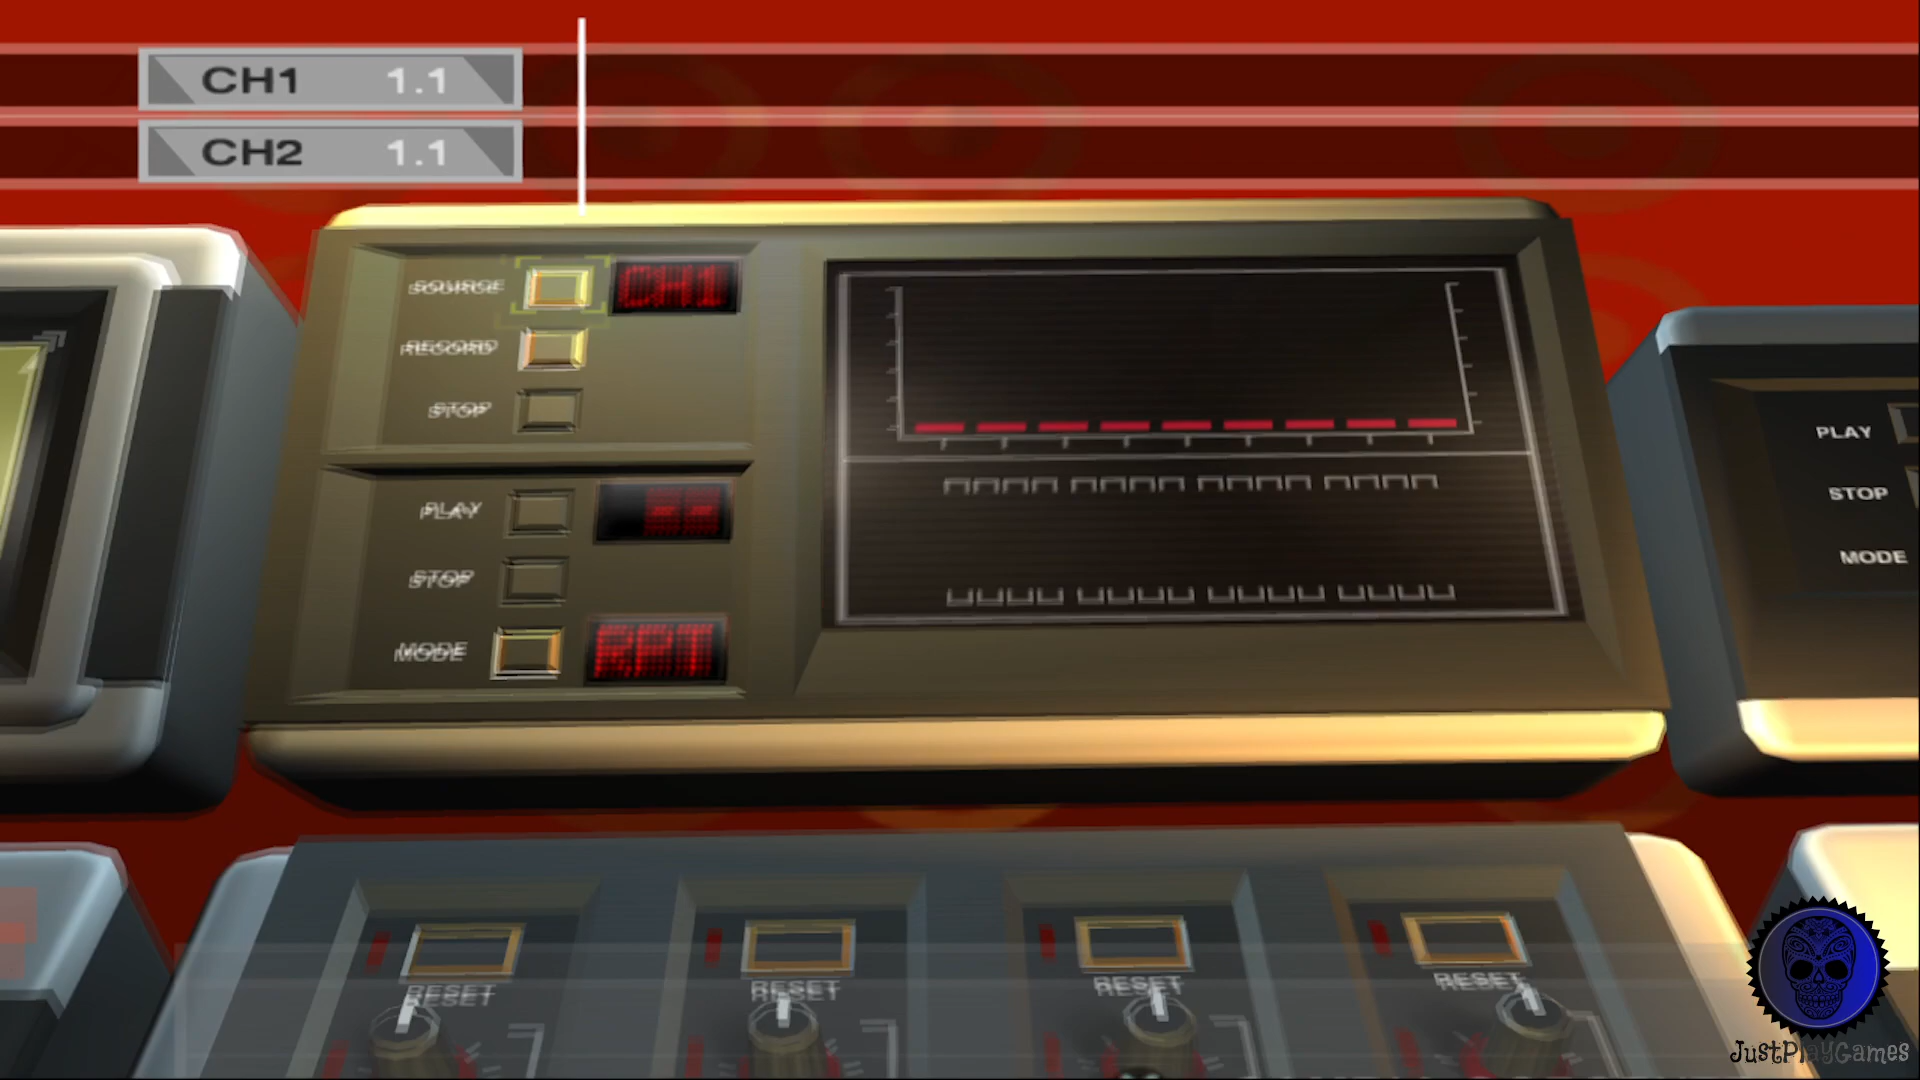 CH1 1.1
CH2 1.1
SOURCE CH1
RECORD
STOP
PLAY --
STOP
MODE RPT
PLAY
STOP
MODE
RESET RESET RESET RESET
JustPlayGames